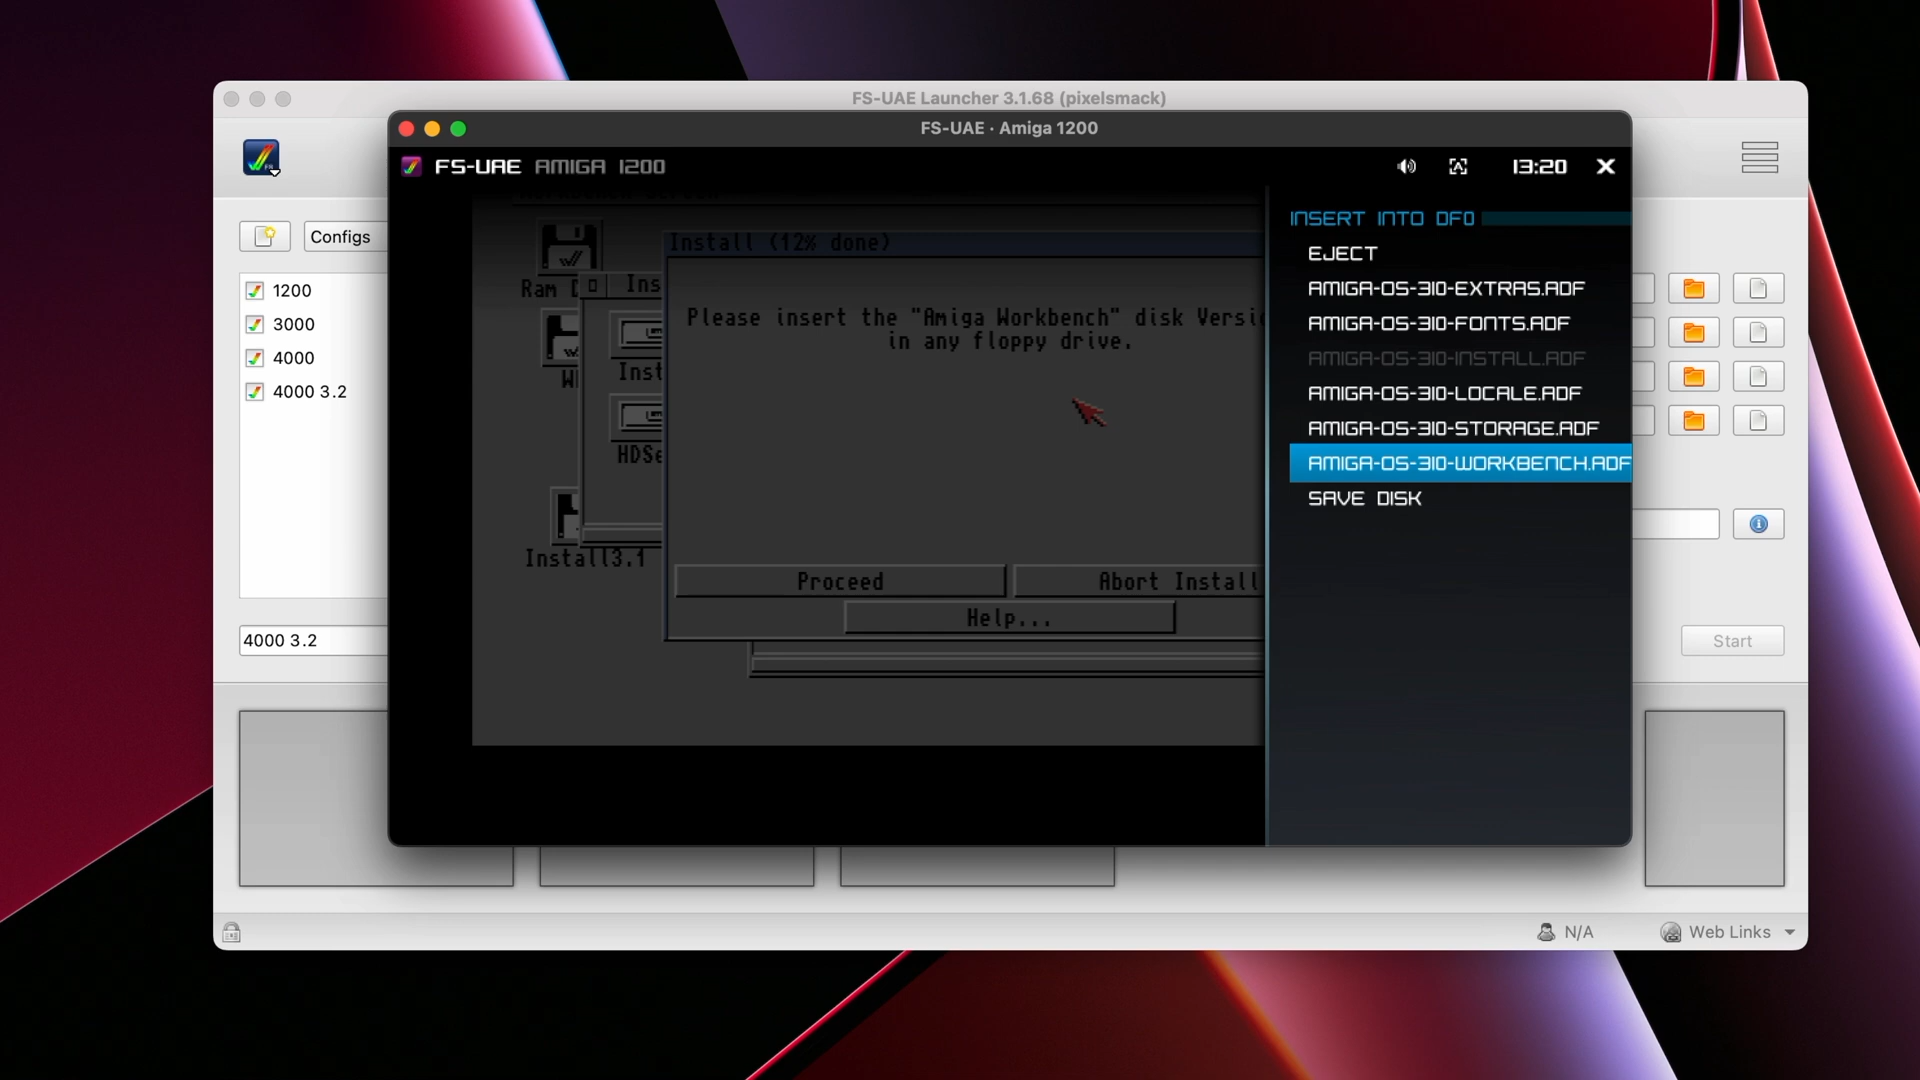 FS-UAE Launcher 3.1.68 (pixelsmack)
FS-UAE · Amiga 1200
FS-UAE AMIGA 1200
13:20
INSERT INTO DF0
EJECT
AMIGA-OS-310-EXTRAS.ADF
AMIGA-OS-310-FONTS.ADF
AMIGA-OS-310-INSTALL.ADF
AMIGA-OS-310-LOCALE.ADF
AMIGA-OS-310-STORAGE.ADF
AMIGA-OS-310-WORKBENCH.ADF
SAVE DISK
Configs
1200
3000
4000
4000 3.2
4000 3.2
Install (12% done)
Please insert the "Amiga Workbench" disk Versio
in any floppy drive.
Proceed
Abort Install
Help...
Ram D
Ins
Inst
HDSe
Install3.1
Start
N/A
Web Links